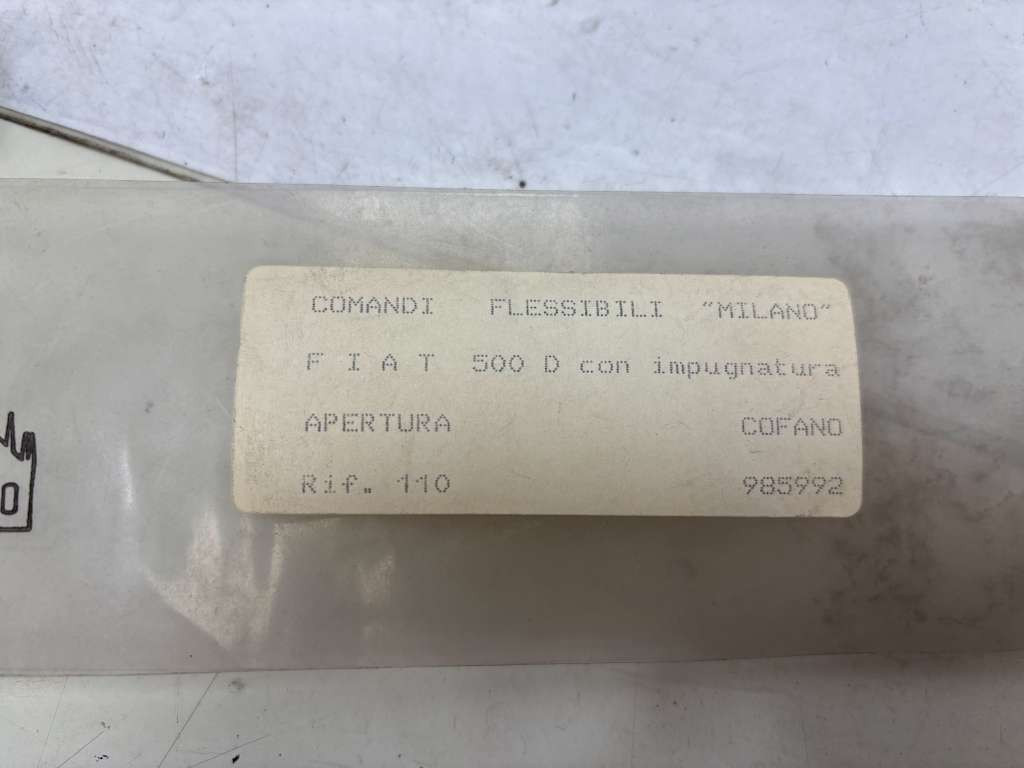 COMANDI FLESSIBILI "MILANO"
F I A T 500 D con impugnatura
APERTURA COFANO
Rif. 110 985992